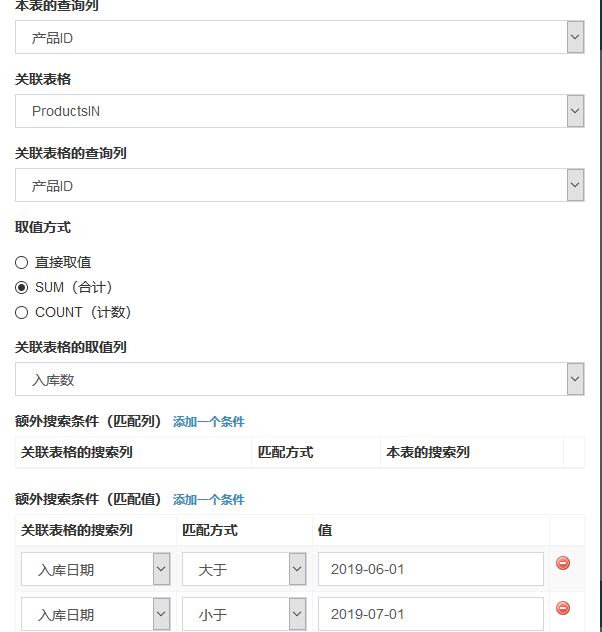 本表的查询列
产品ID
关联表格
ProductsIN
关联表格的查询列
产品ID
取值方式
直接取值
SUM（合计）
COUNT（计数）
关联表格的取值列
入库数
额外搜索条件（匹配列） 添加一个条件
关联表格的搜索列 匹配方式 本表的搜索列
额外搜索条件（匹配值） 添加一个条件
关联表格的搜索列 匹配方式 值
入库日期 大于 2019-06-01
入库日期 小于 2019-07-01